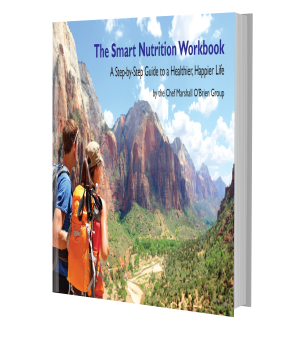 The Smart Nutrition Workbook
A Step-by-Step Guide to a Healthier, Happier Life
by the Chef Marshall O'Brien Group